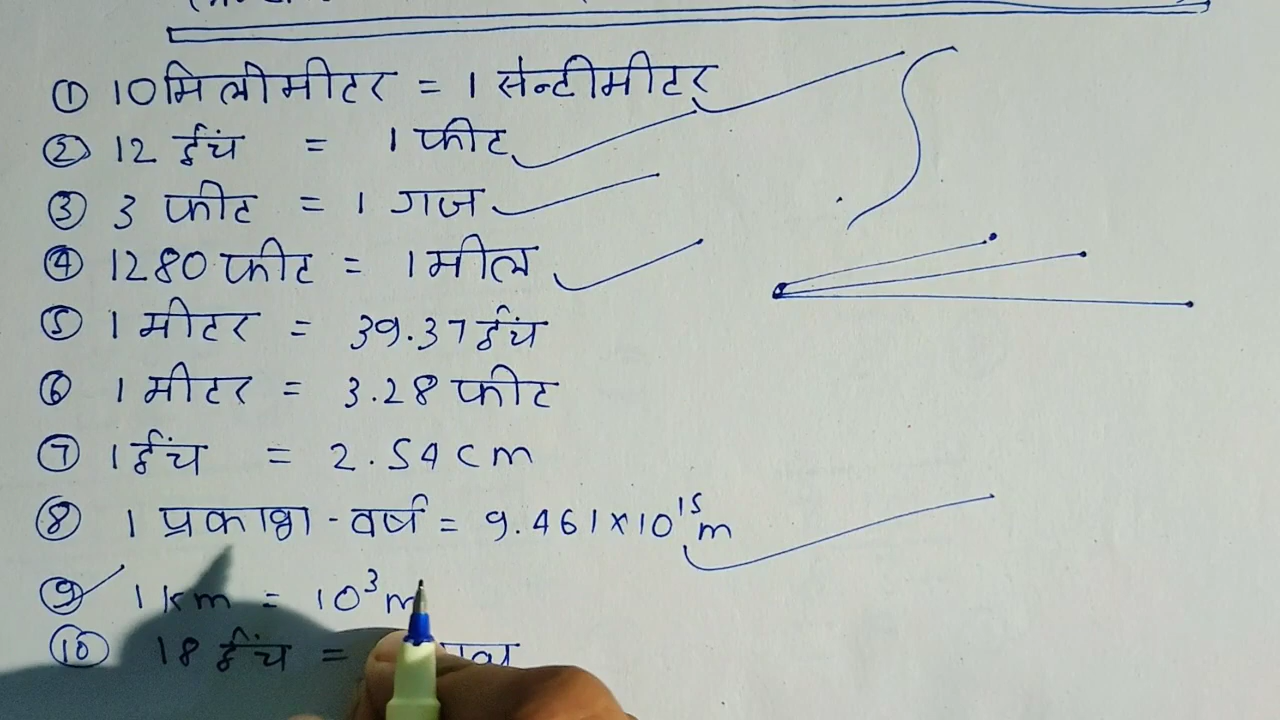 ① 10 मिलीमीटर = 1 सेन्टीमीटर
② 12 ईंच = 1 फीट
③ 3 फीट = 1 गज
④ 1280 फीट = 1 मील
⑤ 1 मीटर = 39.37 ईंच
⑥ 1 मीटर = 3.28 फीट
⑦ 1 ईंच = 2.54 cm
⑧ 1 प्रकाश - वर्ष = 9.461 × 10¹⁵ m
⑨ 1 km = 10³ m
⑩ 18 ईंच =